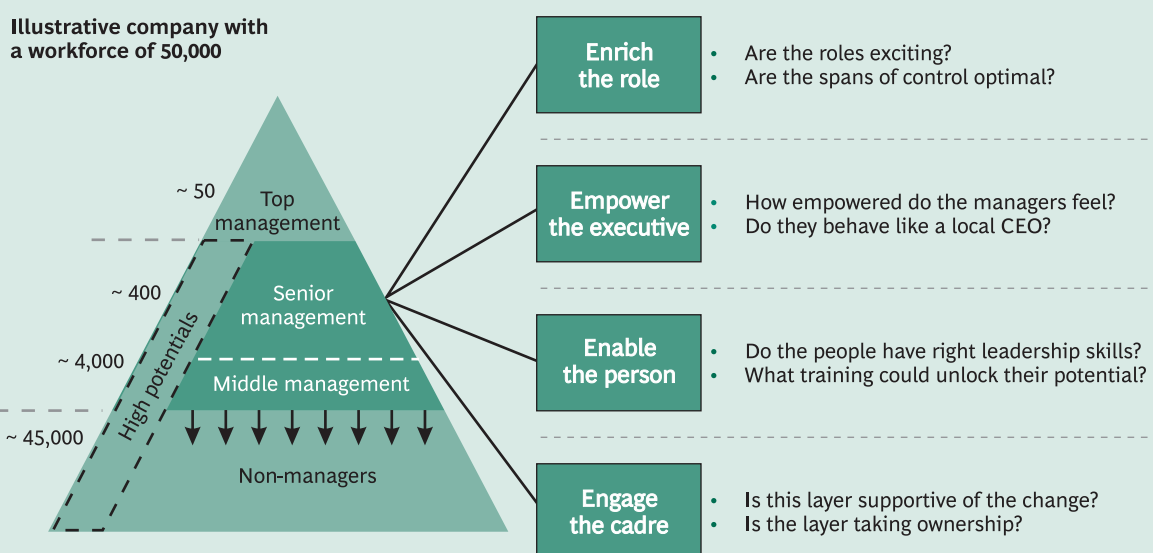 Illustrative company with
a workforce of 50,000
~ 50
Top
management
~ 400
Senior
management
~ 4,000
Middle management
High potentials
~ 45,000
Non-managers
Enrich
the role
• Are the roles exciting?
• Are the spans of control optimal?
Empower
the executive
• How empowered do the managers feel?
• Do they behave like a local CEO?
Enable
the person
• Do the people have right leadership skills?
• What training could unlock their potential?
Engage
the cadre
• Is this layer supportive of the change?
• Is the layer taking ownership?